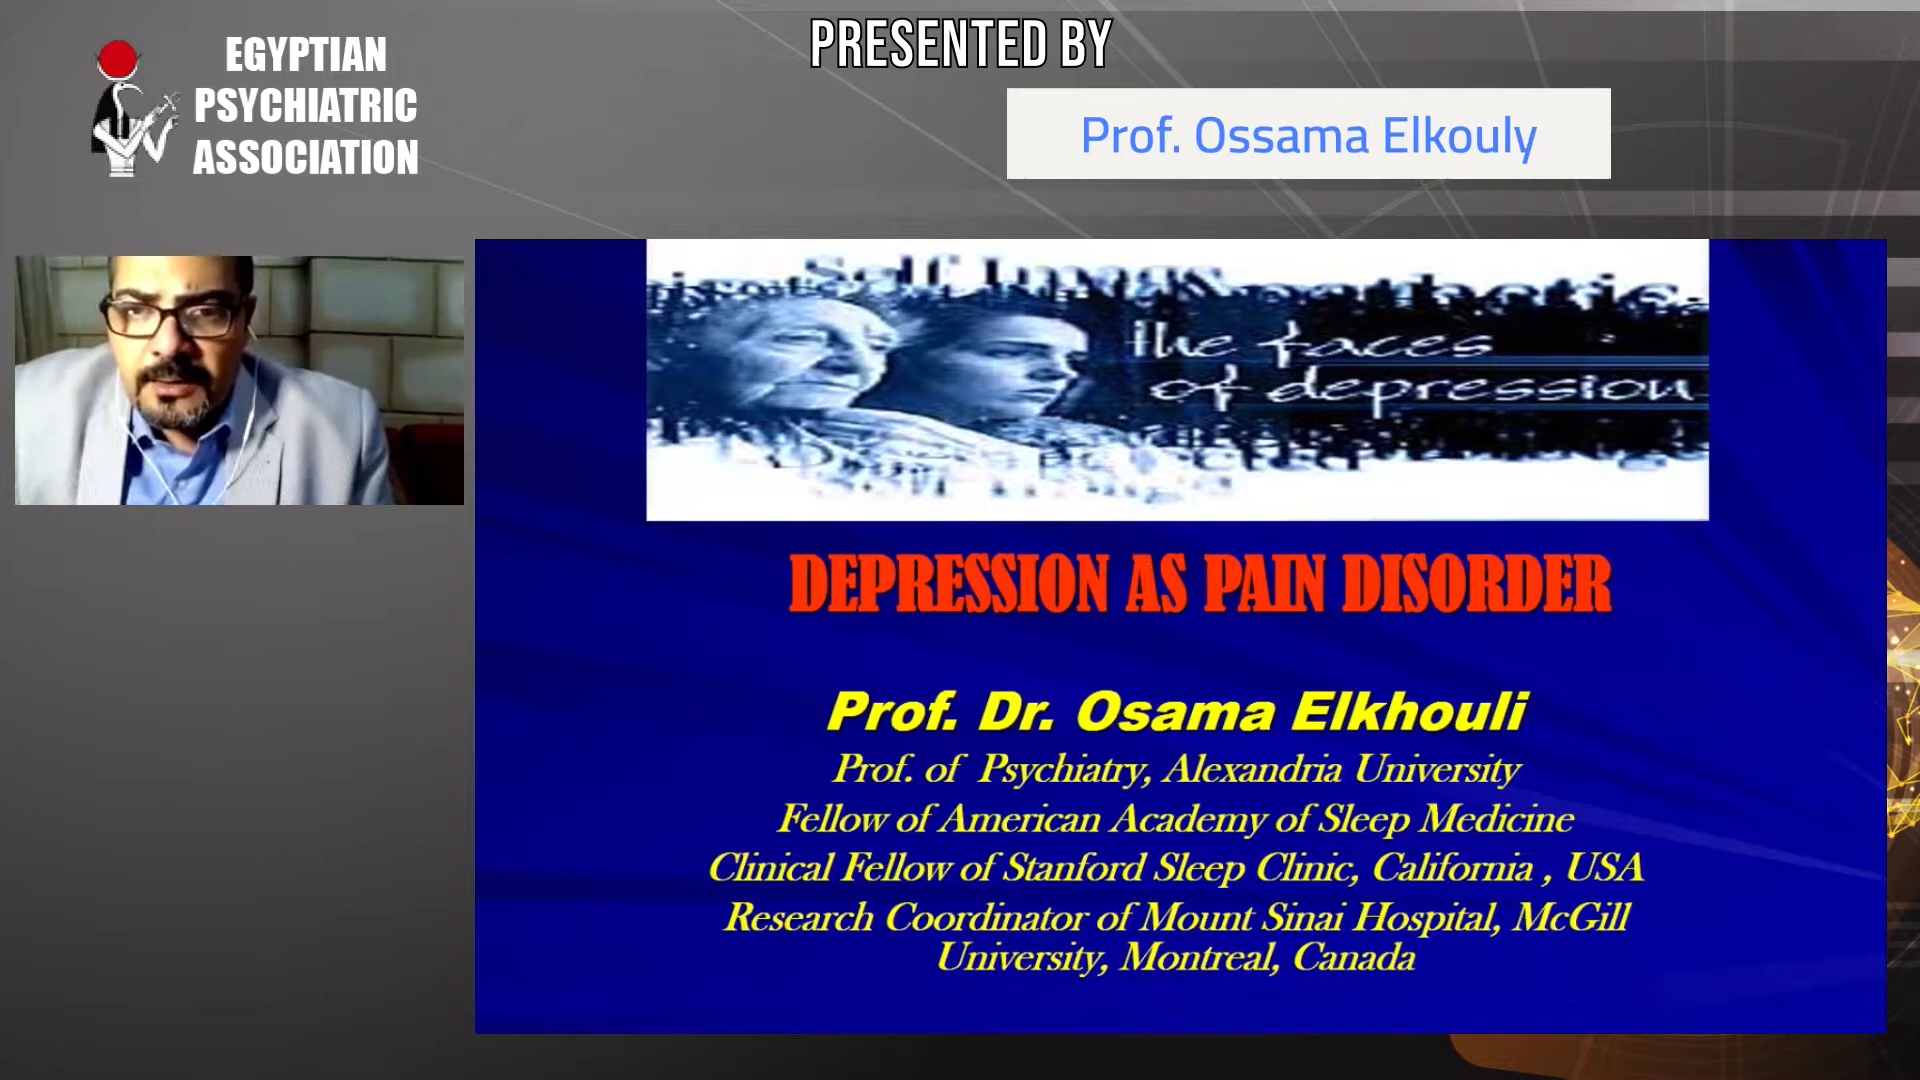 EGYPTIAN
PSYCHIATRIC
ASSOCIATION
PRESENTED BY
Prof. Ossama Elkouly
Self Image
the faces
of depression
DEPRESSION AS PAIN DISORDER
Prof. Dr. Osama Elkhouli
Prof. of Psychiatry, Alexandria University
Fellow of American Academy of Sleep Medicine
Clinical Fellow of Stanford Sleep Clinic, California , USA
Research Coordinator of Mount Sinai Hospital, McGill
University, Montreal, Canada